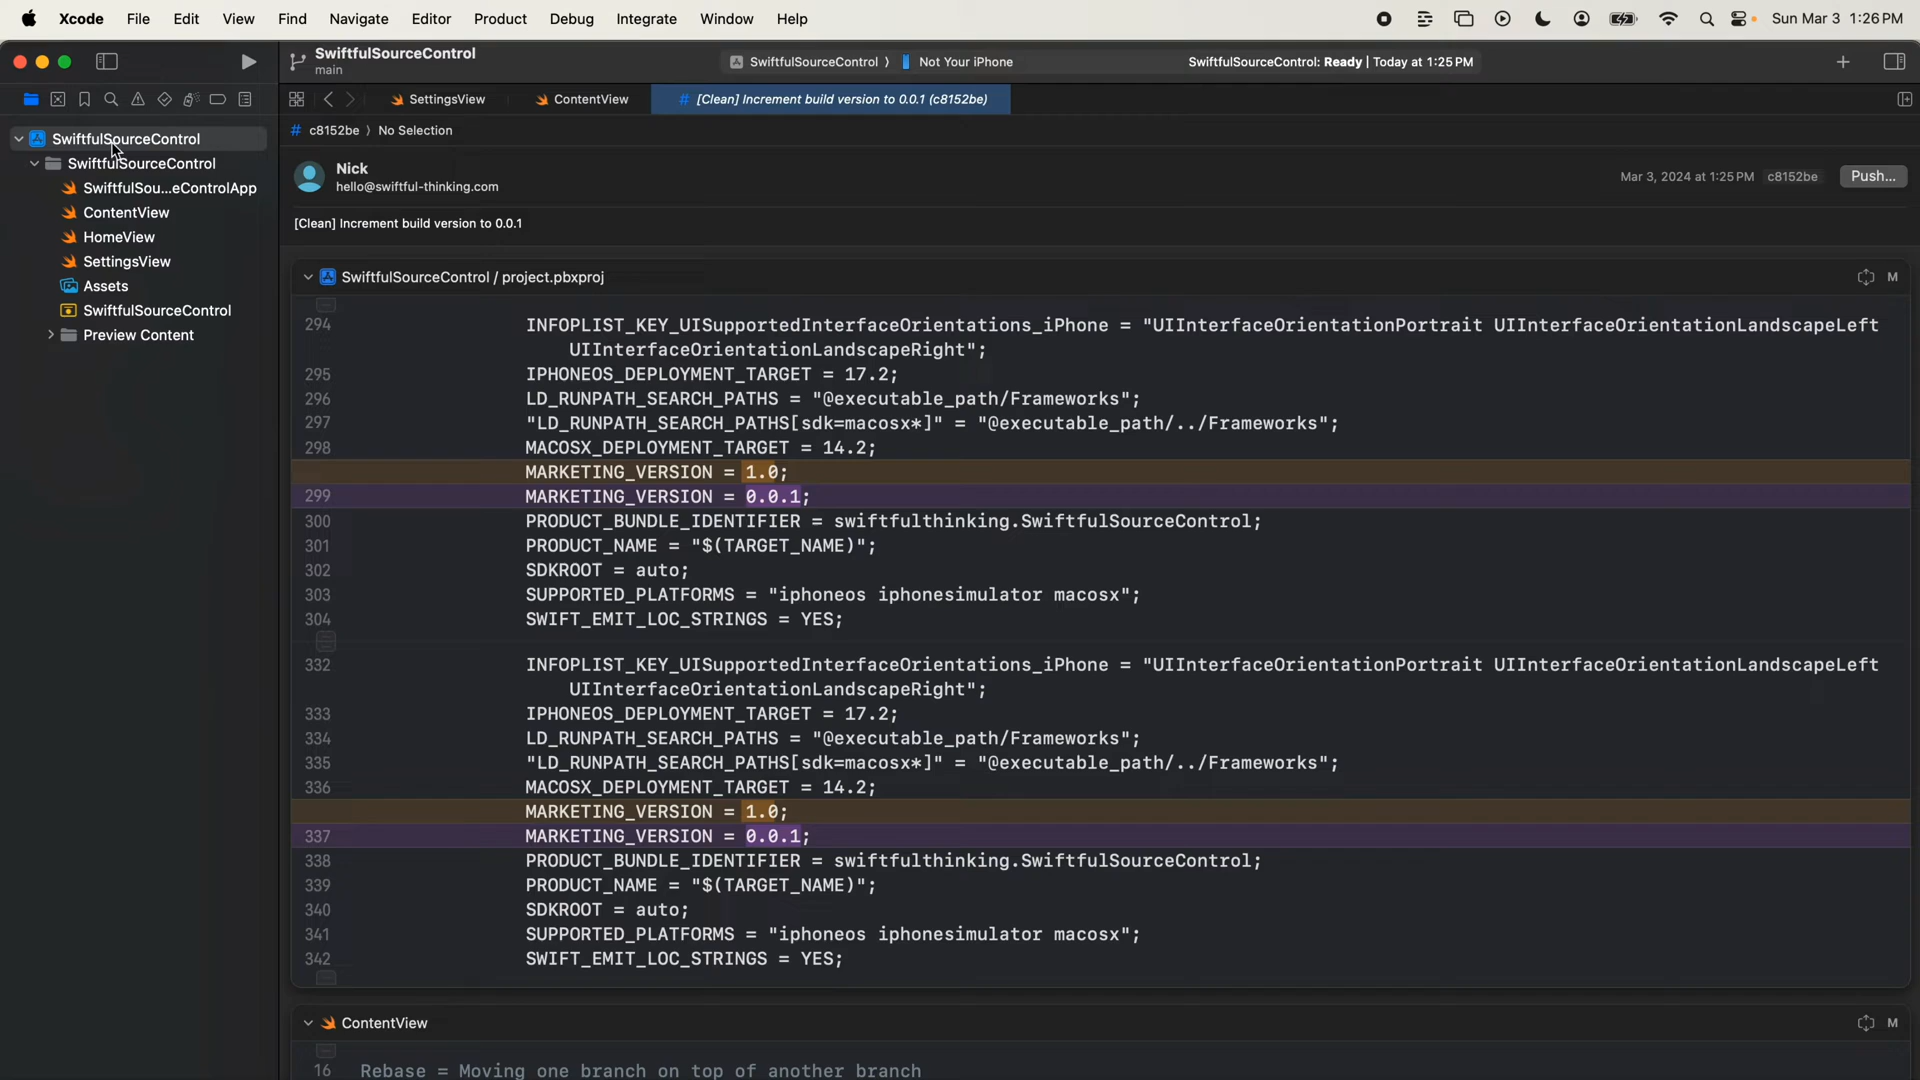 Xcode File Edit View Find Navigate Editor Product Debug Integrate Window Help Sun Mar 3 1:26 PM
SwiftfulSourceControl
main
SwiftfulSourceControl ⟩ Not Your iPhone
SwiftfulSourceControl: Ready | Today at 1:25 PM
SettingsView
ContentView
# [Clean] Increment build version to 0.0.1 (c8152be)
# c8152be ⟩ No Selection
SwiftfulSourceControl
SwiftfulSourceControl
SwiftfulSou...eControlApp
ContentView
HomeView
SettingsView
Assets
SwiftfulSourceControl
Preview Content
Nick
hello@swiftful-thinking.com
Mar 3, 2024 at 1:25 PM c8152be Push...
[Clean] Increment build version to 0.0.1
SwiftfulSourceControl / project.pbxproj M
294 INFOPLIST_KEY_UISupportedInterfaceOrientations_iPhone = "UIInterfaceOrientationPortrait UIInterfaceOrientationLandscapeLeft
UIInterfaceOrientationLandscapeRight";
295 IPHONEOS_DEPLOYMENT_TARGET = 17.2;
296 LD_RUNPATH_SEARCH_PATHS = "@executable_path/Frameworks";
297 "LD_RUNPATH_SEARCH_PATHS[sdk=macosx*]" = "@executable_path/../Frameworks";
298 MACOSX_DEPLOYMENT_TARGET = 14.2;
MARKETING_VERSION = 1.0;
299 MARKETING_VERSION = 0.0.1;
300 PRODUCT_BUNDLE_IDENTIFIER = swiftfulthinking.SwiftfulSourceControl;
301 PRODUCT_NAME = "$(TARGET_NAME)";
302 SDKROOT = auto;
303 SUPPORTED_PLATFORMS = "iphoneos iphonesimulator macosx";
304 SWIFT_EMIT_LOC_STRINGS = YES;
332 INFOPLIST_KEY_UISupportedInterfaceOrientations_iPhone = "UIInterfaceOrientationPortrait UIInterfaceOrientationLandscapeLeft
UIInterfaceOrientationLandscapeRight";
333 IPHONEOS_DEPLOYMENT_TARGET = 17.2;
334 LD_RUNPATH_SEARCH_PATHS = "@executable_path/Frameworks";
335 "LD_RUNPATH_SEARCH_PATHS[sdk=macosx*]" = "@executable_path/../Frameworks";
336 MACOSX_DEPLOYMENT_TARGET = 14.2;
MARKETING_VERSION = 1.0;
337 MARKETING_VERSION = 0.0.1;
338 PRODUCT_BUNDLE_IDENTIFIER = swiftfulthinking.SwiftfulSourceControl;
339 PRODUCT_NAME = "$(TARGET_NAME)";
340 SDKROOT = auto;
341 SUPPORTED_PLATFORMS = "iphoneos iphonesimulator macosx";
342 SWIFT_EMIT_LOC_STRINGS = YES;
ContentView M
16 Rebase = Moving one branch on top of another branch